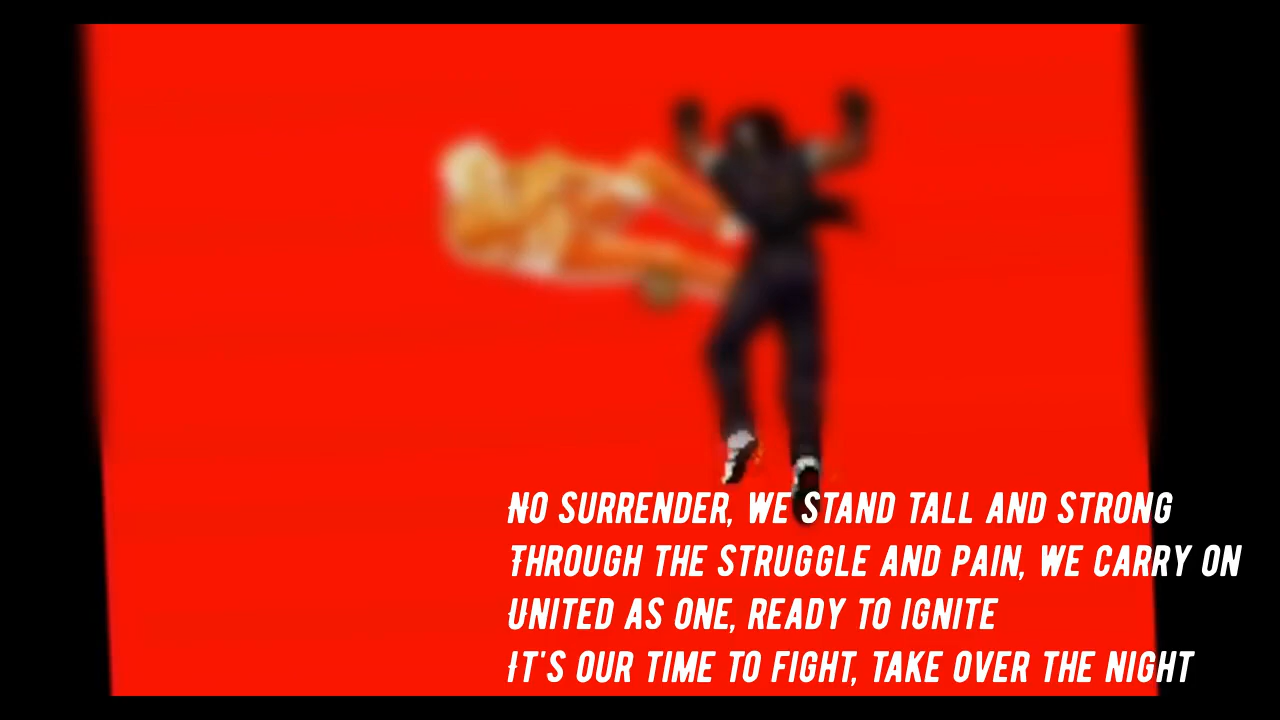 No surrender, we stand tall and strong
Through the struggle and pain, we carry on
United as one, ready to ignite
It's our time to fight, take over the night